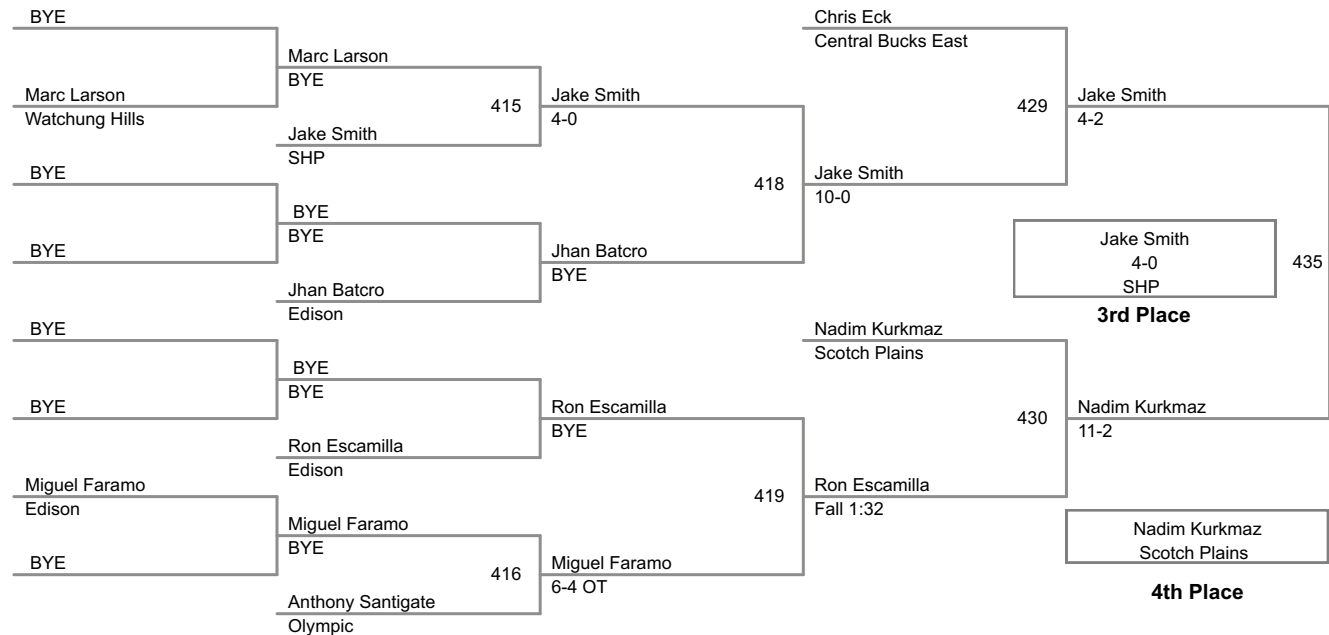 BYE
Marc Larson
BYE
Marc Larson
Watchung Hills
415
Jake Smith
SHP
Jake Smith
4-0
BYE
BYE
BYE
BYE
Jhan Batcro
Edison
Jhan Batcro
BYE
418
Jake Smith
10-0
Chris Eck
Central Bucks East
429
Jake Smith
4-2
Jake Smith
4-0
SHP
435
3rd Place
BYE
BYE
BYE
BYE
Ron Escamilla
Edison
Ron Escamilla
BYE
Miguel Faramo
Edison
Miguel Faramo
BYE
BYE
416
Anthony Santigate
Olympic
Miguel Faramo
6-4 OT
419
Ron Escamilla
Fall 1:32
Nadim Kurkmaz
Scotch Plains
430
Nadim Kurkmaz
11-2
Nadim Kurkmaz
Scotch Plains
4th Place